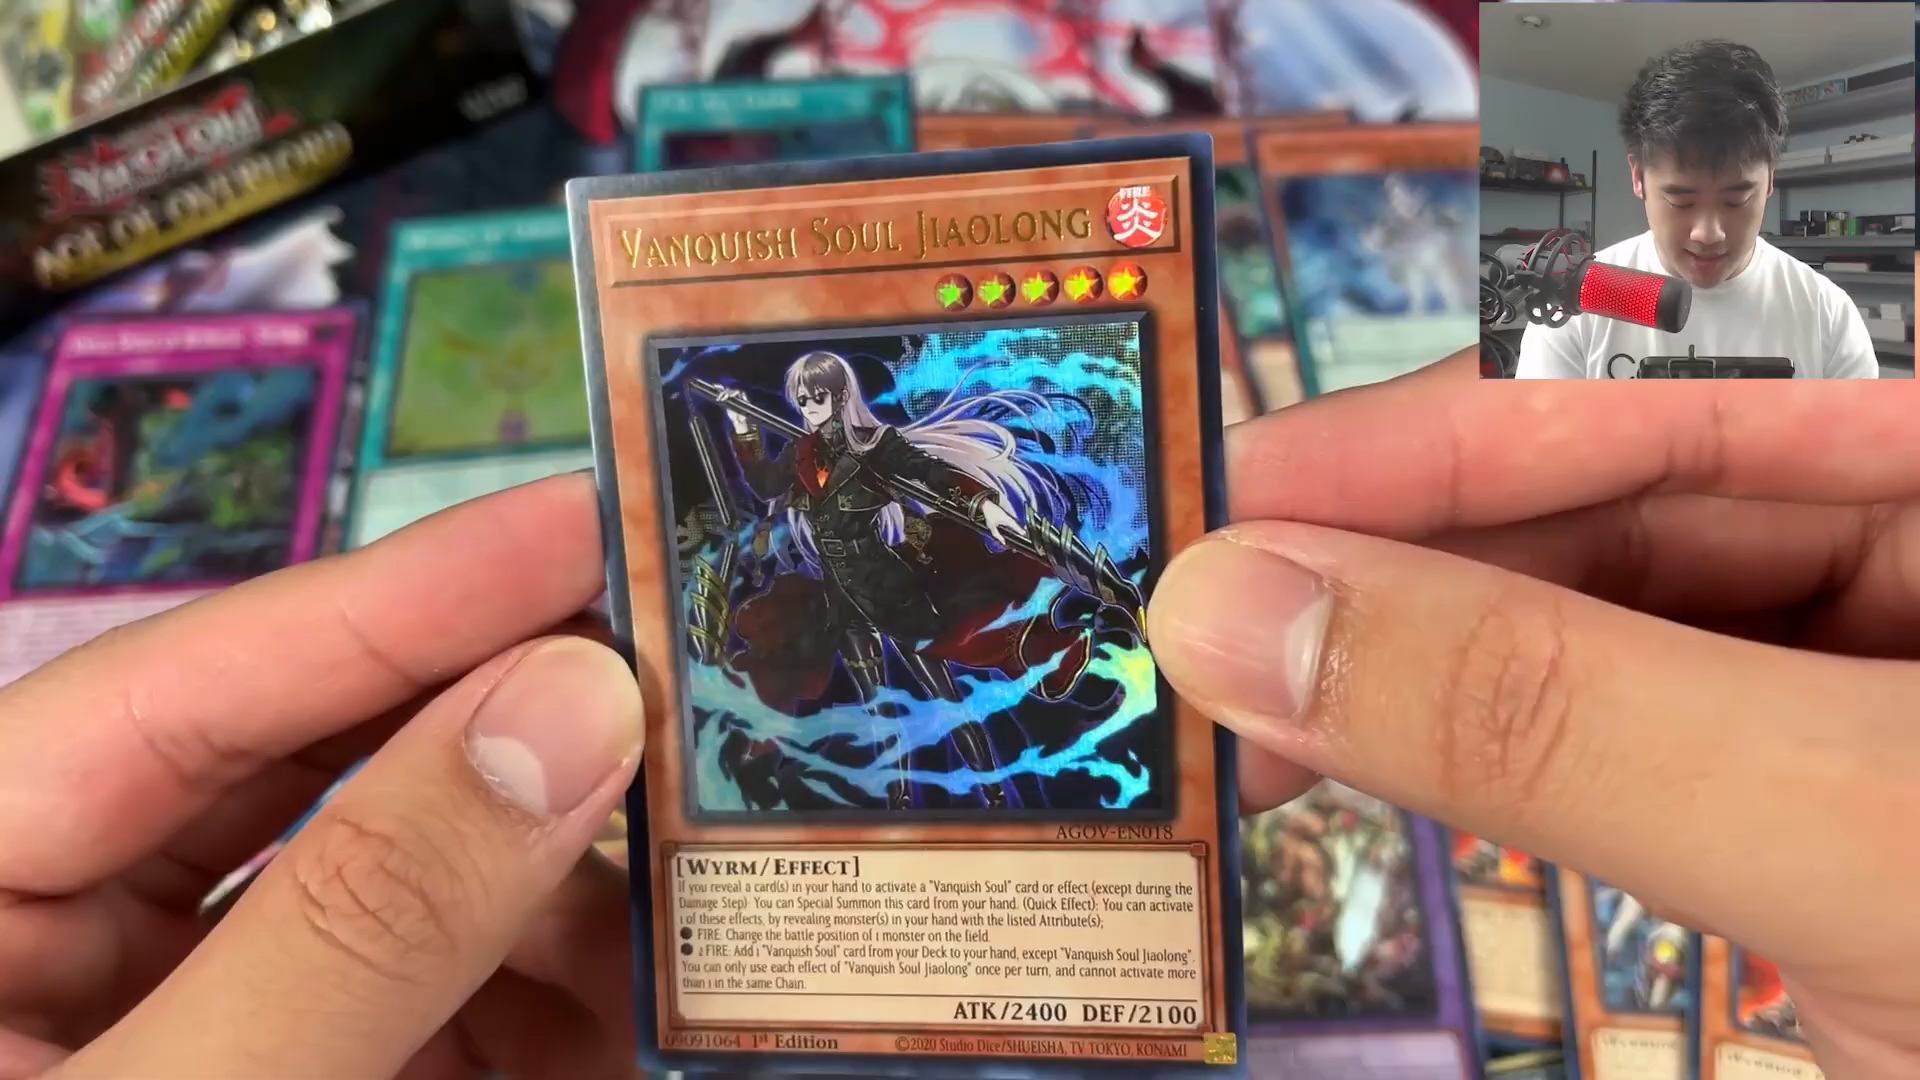 YU-GI-OH!
AGE OF OVERLORD
VANQUISH SOUL JIAOLONG
FIRE
炎
AGOV-EN018
[WYRM/EFFECT]
If you reveal a card(s) in your hand to activate a "Vanquish Soul" card or effect (except during the
Damage Step): You can Special Summon this card from your hand. (Quick Effect): You can activate
1 of these effects, by revealing monster(s) in your hand with the listed Attribute(s);
● FIRE: Change the battle position of 1 monster on the field.
● 2 FIRE: Add 1 "Vanquish Soul" card from your Deck to your hand, except "Vanquish Soul Jiaolong".
You can only use each effect of "Vanquish Soul Jiaolong" once per turn, and cannot activate more
than 1 in the same Chain.
ATK/2400 DEF/2100
09091064 1st Edition ©2020 Studio Dice/SHUEISHA, TV TOKYO, KONAMI